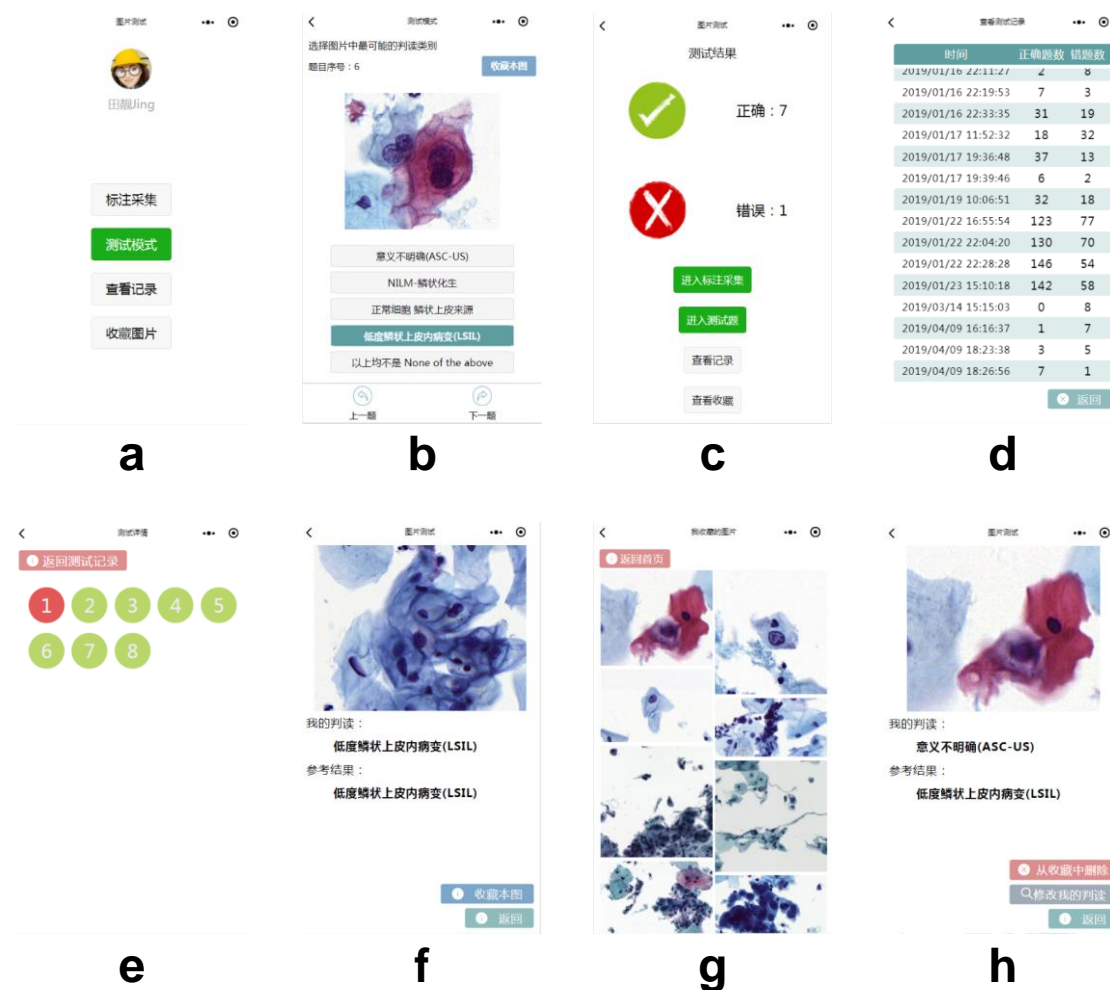 图片测试
田靓Jing
标注采集
测试模式
查看记录
收藏图片
a
测试模式
选择图片中最可能的判读类别
题目序号：6
收藏本图
意义不明确(ASC-US)
NILM-鳞状化生
正常细胞 鳞状上皮来源
低度鳞状上皮内病变(LSIL)
以上均不是 None of the above
上一题 下一题
b
图片测试
测试结果
正确：7
错误：1
进入标注采集
进入测试题
查看记录
查看收藏
c
查看测试记录
时间 正确题数 错题数
2019/01/16 22:11:27 2 8
2019/01/16 22:19:53 7 3
2019/01/16 22:33:35 31 19
2019/01/17 11:52:32 18 32
2019/01/17 19:36:48 37 13
2019/01/17 19:39:46 6 2
2019/01/19 10:06:51 32 18
2019/01/22 16:55:54 123 77
2019/01/22 22:04:20 130 70
2019/01/22 22:28:28 146 54
2019/01/23 15:10:18 142 58
2019/03/14 15:15:03 0 8
2019/04/09 16:16:37 1 7
2019/04/09 18:23:38 3 5
2019/04/09 18:26:56 7 1
返回
d
测试详情
返回测试记录
1 2 3 4 5
6 7 8
e
图片测试
我的判读：
低度鳞状上皮内病变(LSIL)
参考结果：
低度鳞状上皮内病变(LSIL)
收藏本图
返回
f
我收藏的图片
返回首页
g
图片测试
我的判读：
意义不明确(ASC-US)
参考结果：
低度鳞状上皮内病变(LSIL)
从收藏中删除
修改我的判读
返回
h